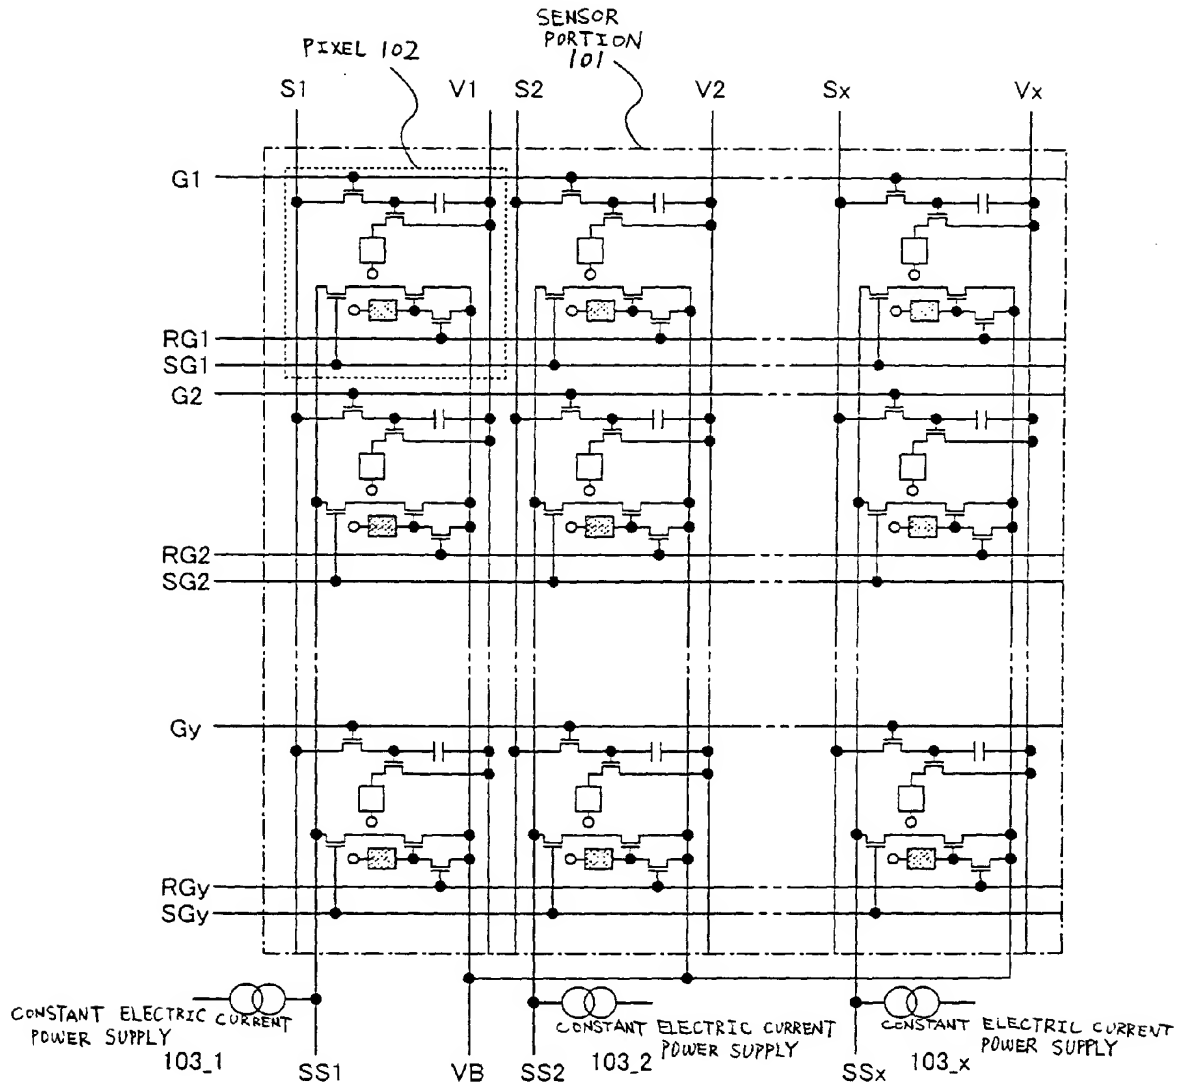 SENSOR
PORTION
101
PIXEL 102
S1
V1
S2
V2
Sx
Vx
G1
RG1
SG1
G2
RG2
SG2
Gy
RGy
SGy
CONSTANT ELECTRIC CURRENT
POWER SUPPLY
103_1
CONSTANT ELECTRIC CURRENT
POWER SUPPLY
103_2
CONSTANT ELECTRIC CURRENT
POWER SUPPLY
103_x
SS1
VB
SS2
SSx